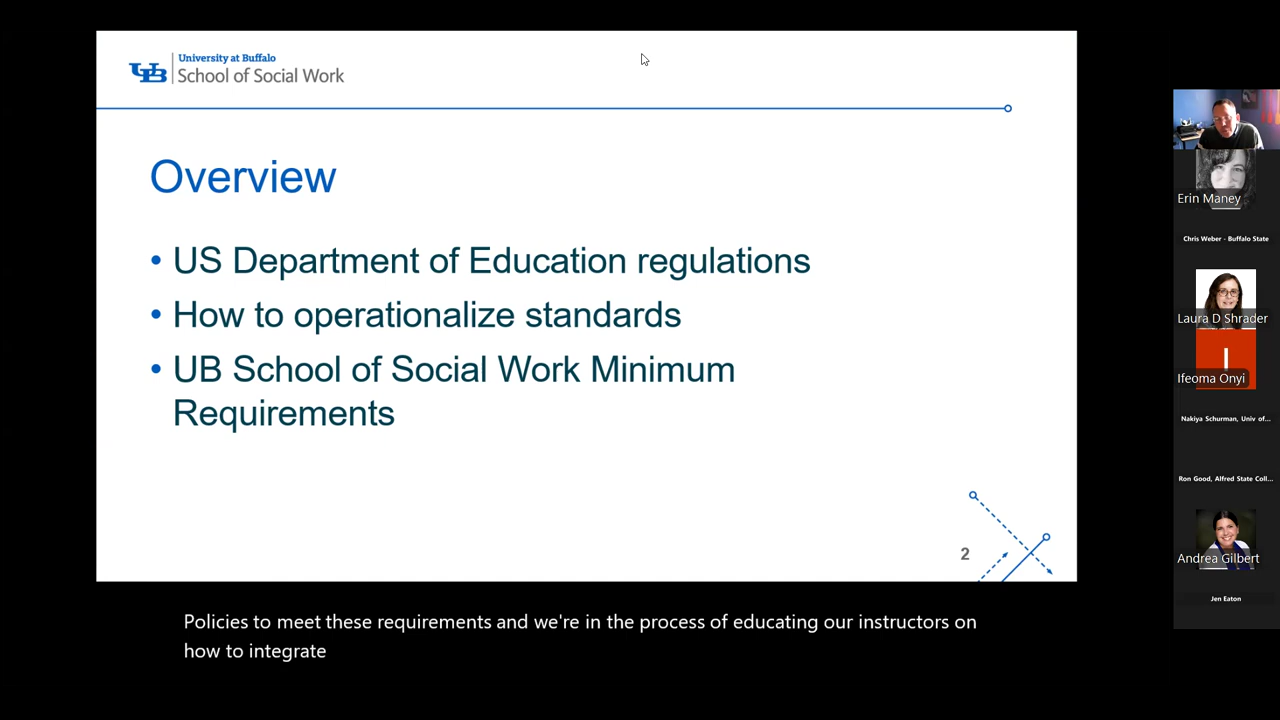 UB
University at Buffalo
School of Social Work
Overview
• US Department of Education regulations
• How to operationalize standards
• UB School of Social Work Minimum
Requirements
2
Policies to meet these requirements and we're in the process of educating our instructors on
how to integrate
Erin Maney
Chris Weber - Buffalo State
Laura D Shrader
I
Ifeoma Onyi
Nakiya Schurman, Univ of...
Ron Good, Alfred State Coll...
Andrea Gilbert
Jen Eaton